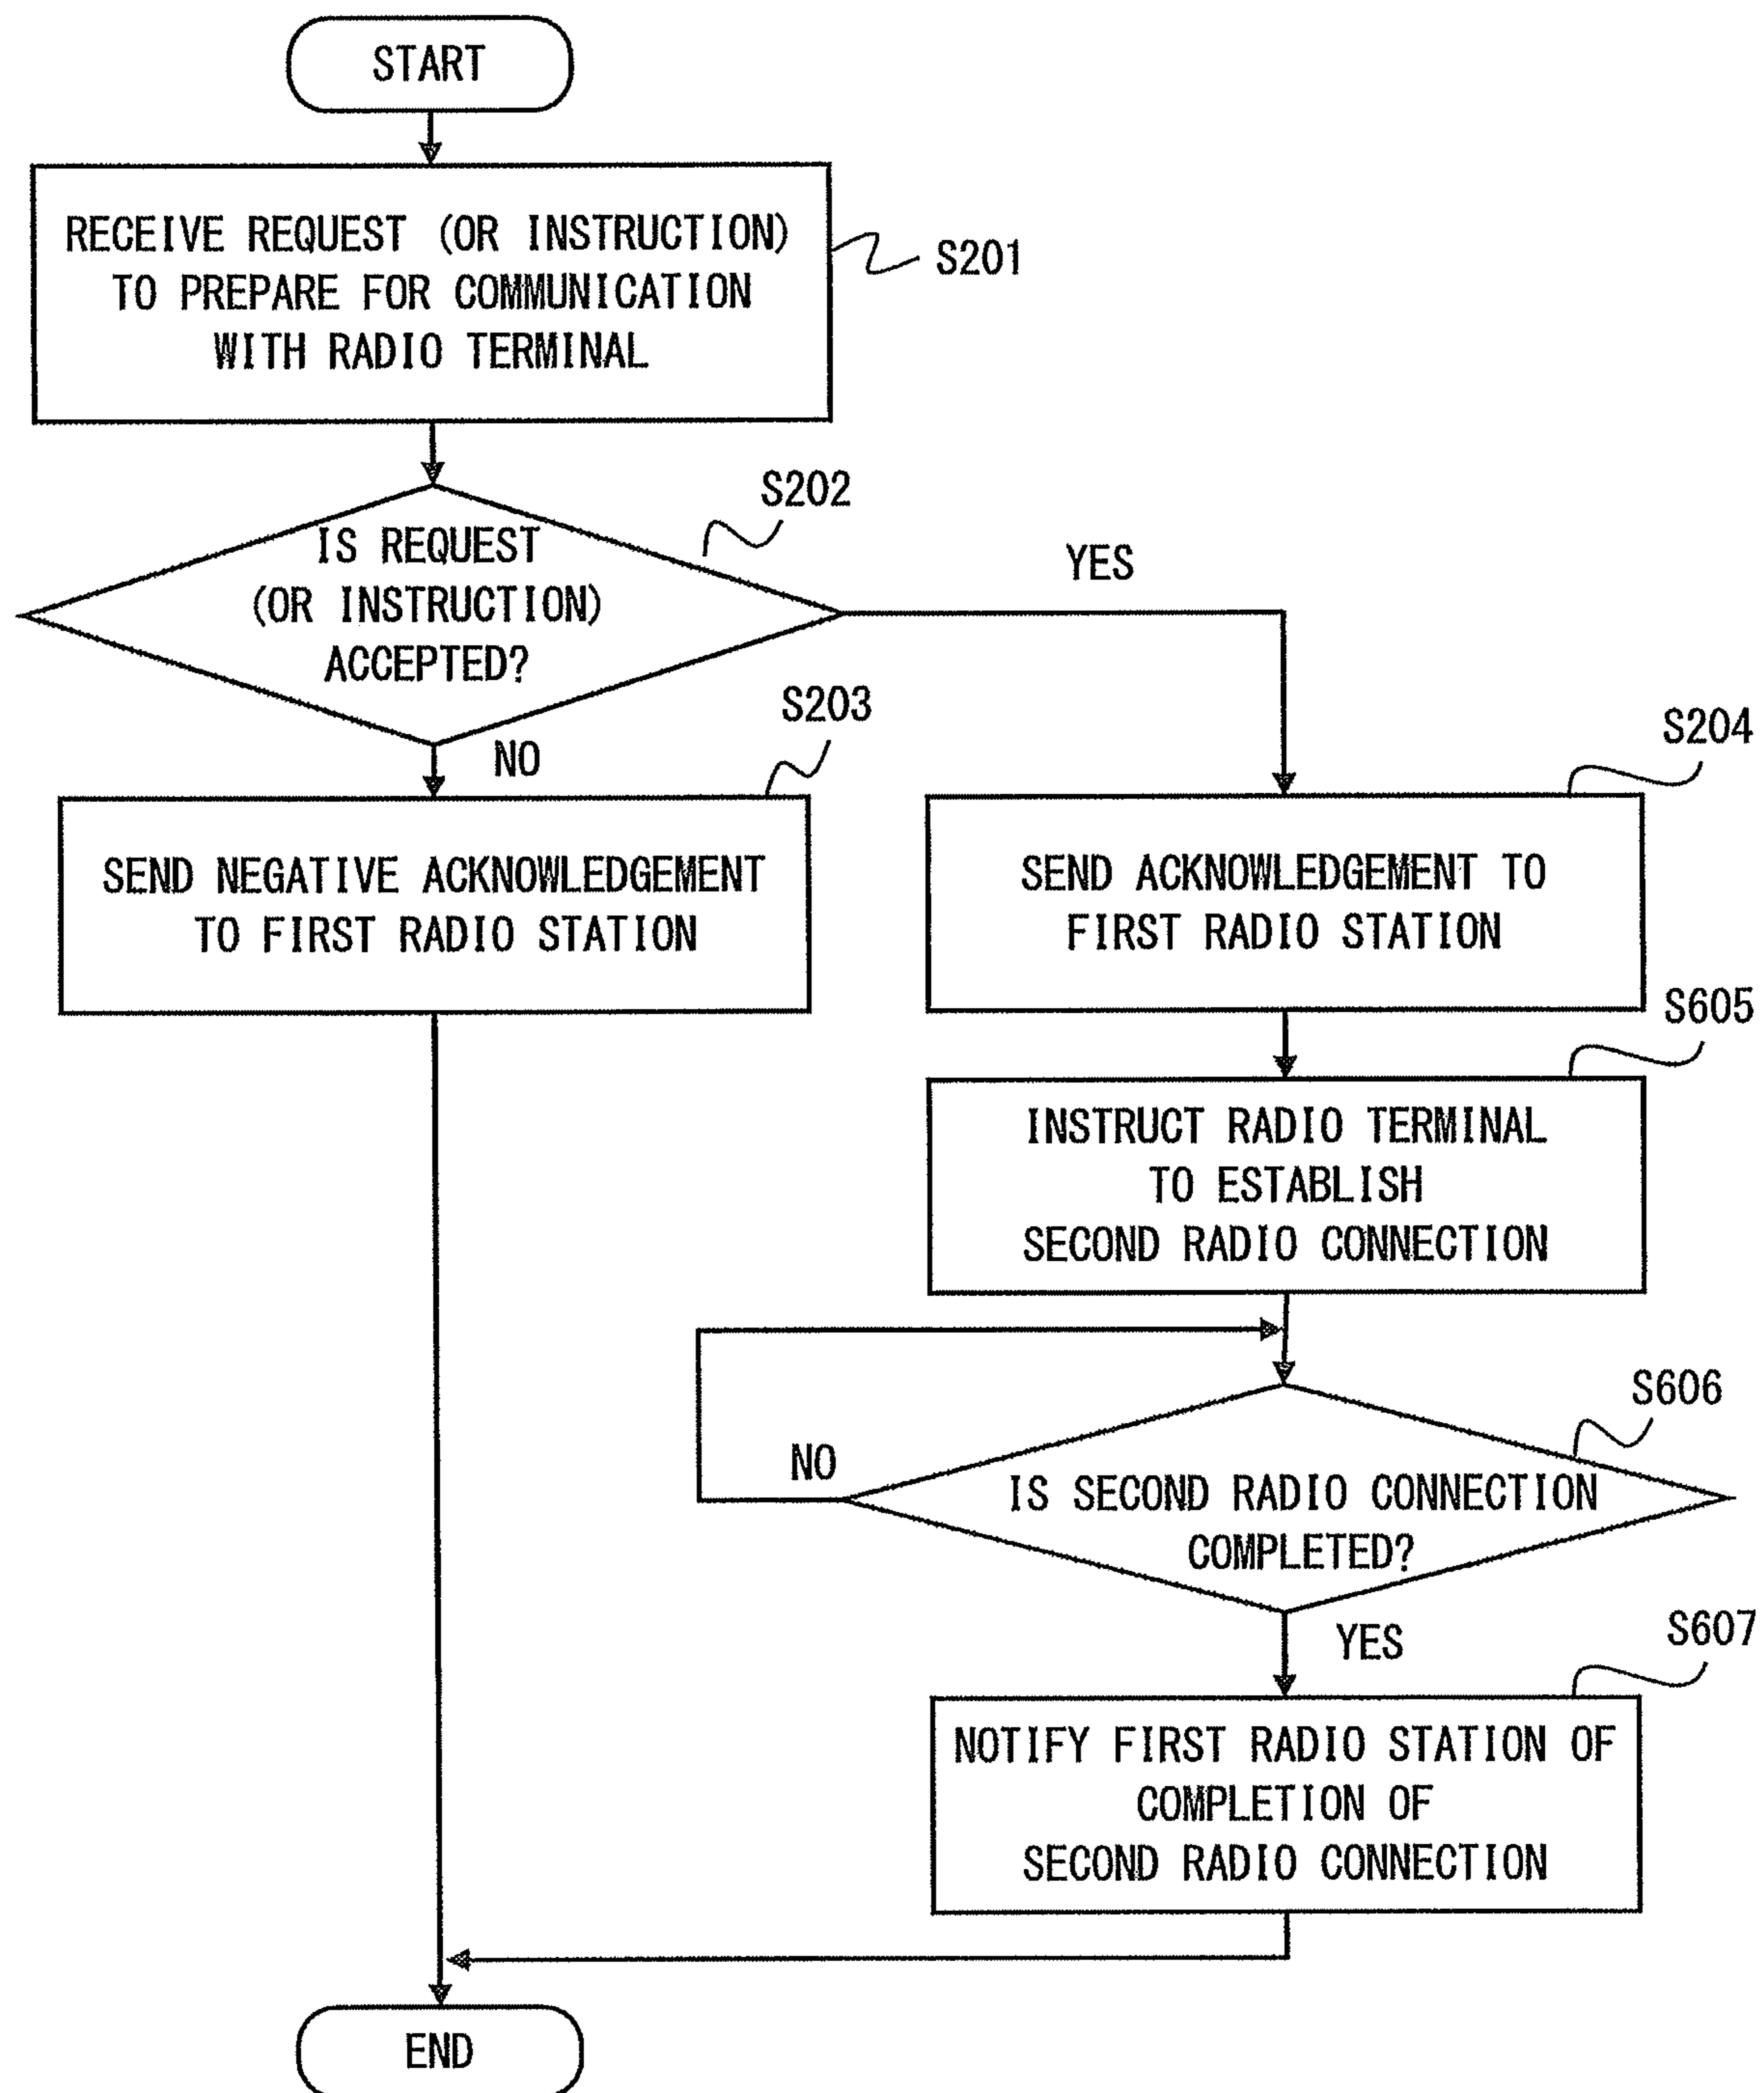 START
RECEIVE REQUEST (OR INSTRUCTION)
TO PREPARE FOR COMMUNICATION
WITH RADIO TERMINAL
S201
S202
IS REQUEST
(OR INSTRUCTION)
ACCEPTED?
YES
NO
S203
SEND NEGATIVE ACKNOWLEDGEMENT
TO FIRST RADIO STATION
S204
SEND ACKNOWLEDGEMENT TO
FIRST RADIO STATION
S605
INSTRUCT RADIO TERMINAL
TO ESTABLISH
SECOND RADIO CONNECTION
S606
NO
IS SECOND RADIO CONNECTION
COMPLETED?
YES
S607
NOTIFY FIRST RADIO STATION OF
COMPLETION OF
SECOND RADIO CONNECTION
END